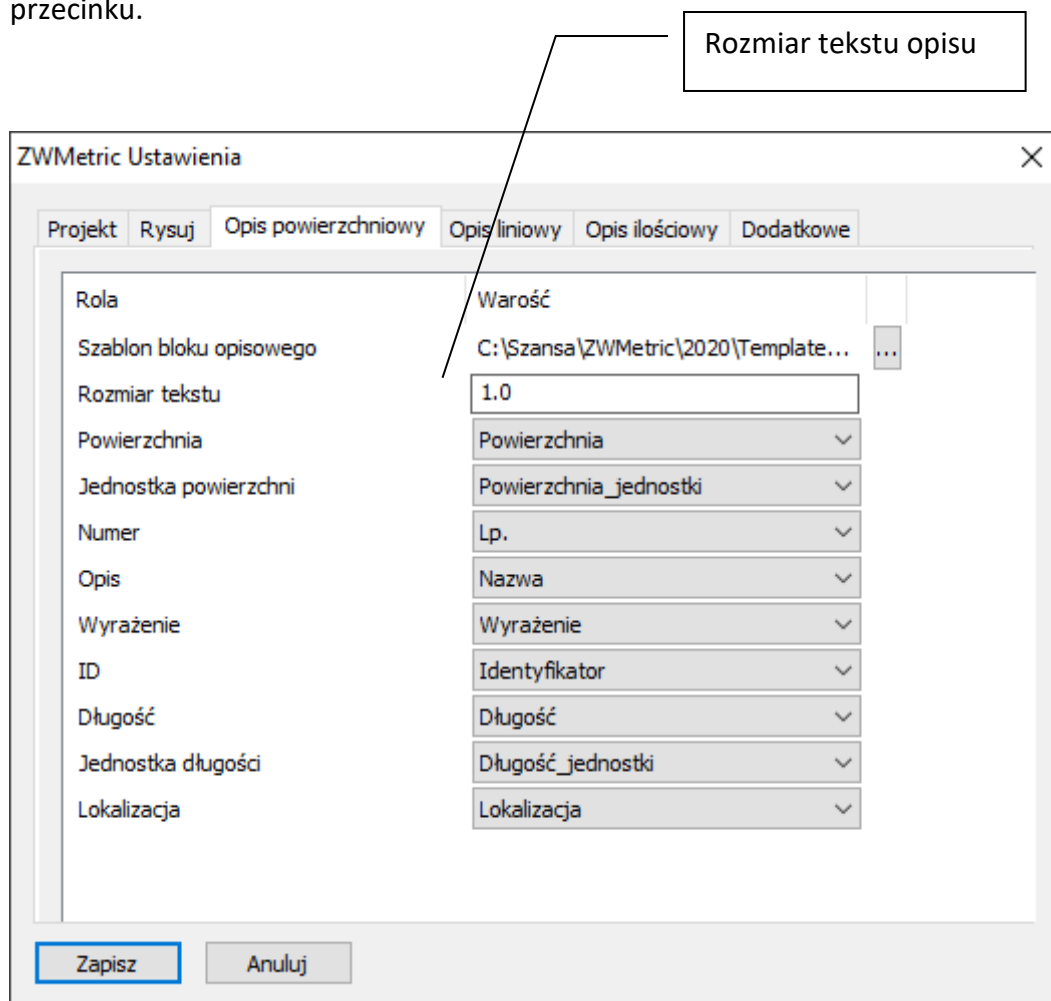 przecinku.
Rozmiar tekstu opisu
ZWMetric Ustawienia
Projekt Rysuj Opis powierzchniowy Opis liniowy Opis ilościowy Dodatkowe
Rola Warość
Szablon bloku opisowego C:\Szansa\ZWMetric\2020\Template... ...
Rozmiar tekstu 1.0
Powierzchnia Powierzchnia
Jednostka powierzchni Powierzchnia_jednostki
Numer Lp.
Opis Nazwa
Wyrażenie Wyrażenie
ID Identyfikator
Długość Długość
Jednostka długości Długość_jednostki
Lokalizacja Lokalizacja
Zapisz Anuluj